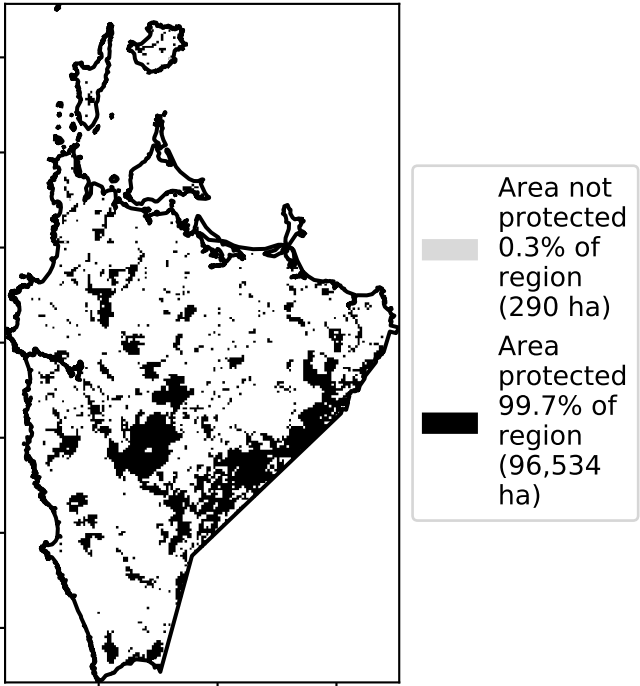 Area not
protected
0.3% of
region
(290 ha)
Area
protected
99.7% of
region
(96,534
ha)